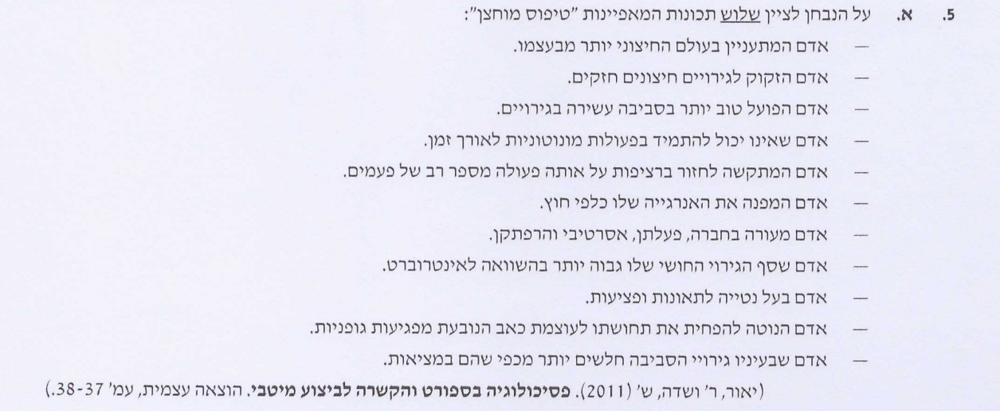 5. א. על הנבחן לציין שלוש תכונות המאפיינות "טיפוס מוחצן":
— אדם המתעניין בעולם החיצוני יותר מבעצמו.
— אדם הזקוק לגירויים חיצונים חזקים.
— אדם הפועל טוב יותר בסביבה עשירה בגירויים.
— אדם שאינו יכול להתמיד בפעולות מונוטוניות לאורך זמן.
— אדם המתקשה לחזור ברציפות על אותה פעולה מספר רב של פעמים.
— אדם המפנה את האנרגייה שלו כלפי חוץ.
— אדם מעורה בחברה, פעלתן, אסרטיבי והרפתקן.
— אדם שסף הגירוי החושי שלו גבוה יותר בהשוואה לאינטרוברט.
— אדם בעל נטייה לתאונות ופציעות.
— אדם הנוטה להפחית את תחושתו לעוצמת כאב הנובעת מפגיעות גופניות.
— אדם שבעיניו גירויי הסביבה חלשים יותר מכפי שהם במציאות.
(יאור, ר' ושדה, ש' (2011). פסיכולוגיה בספורט והקשרה לביצוע מיטבי. הוצאה עצמית, עמ' 38-37.)